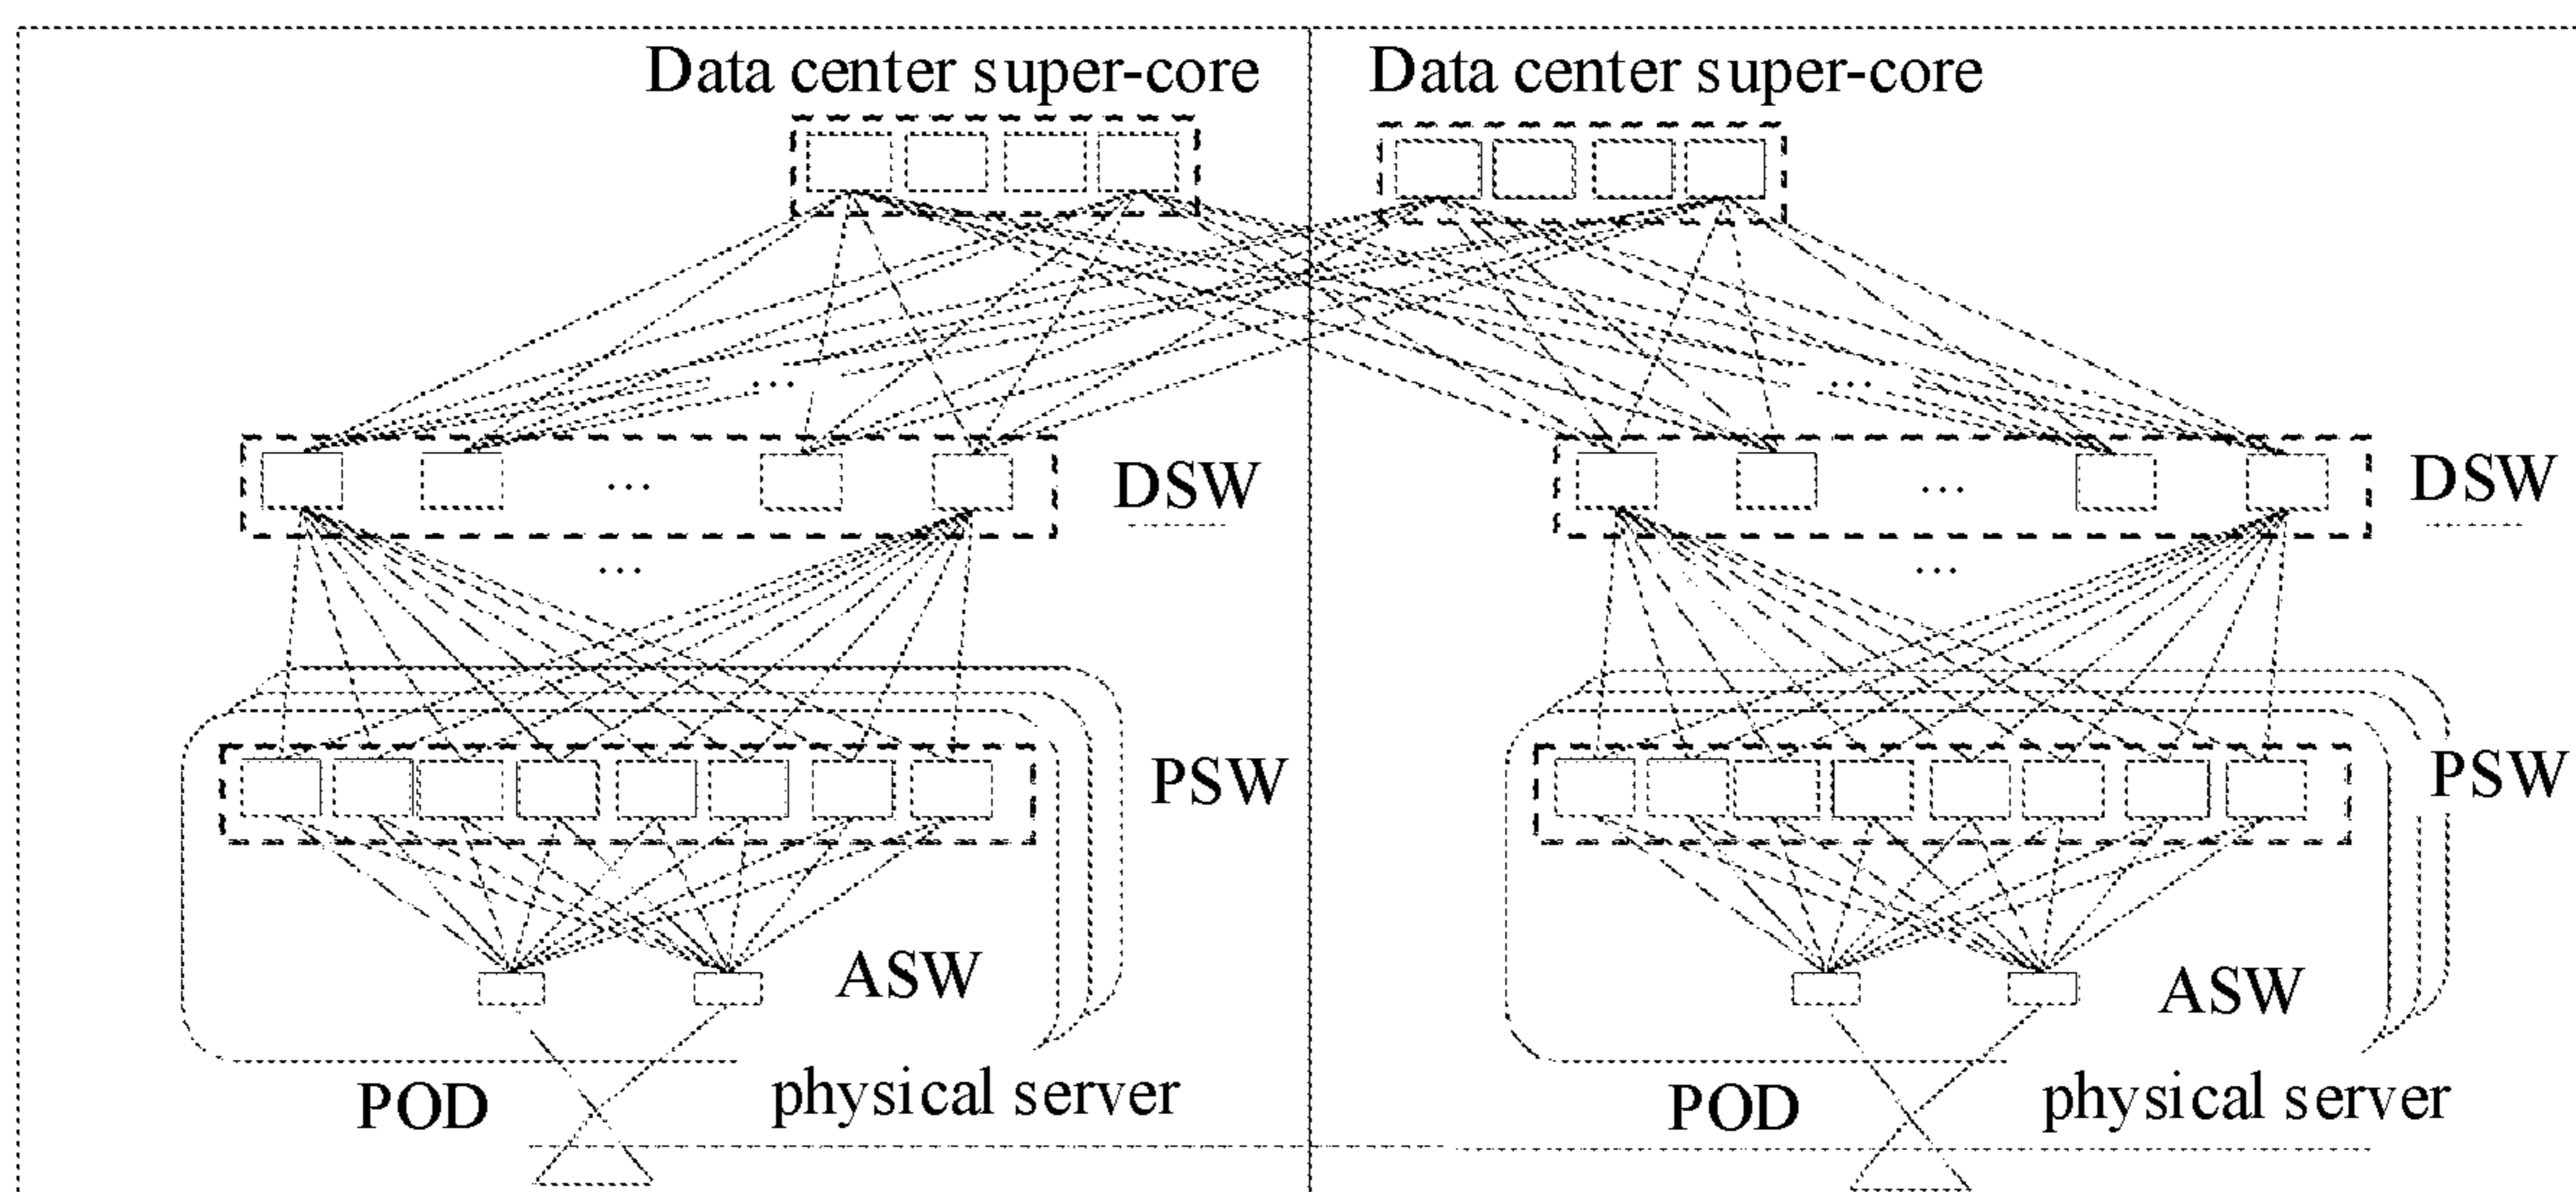 Data center super-core
Data center super-core
...
...
...
DSW
...
DSW
...
...
PSW
PSW
ASW
ASW
POD
physical server
POD
physical server